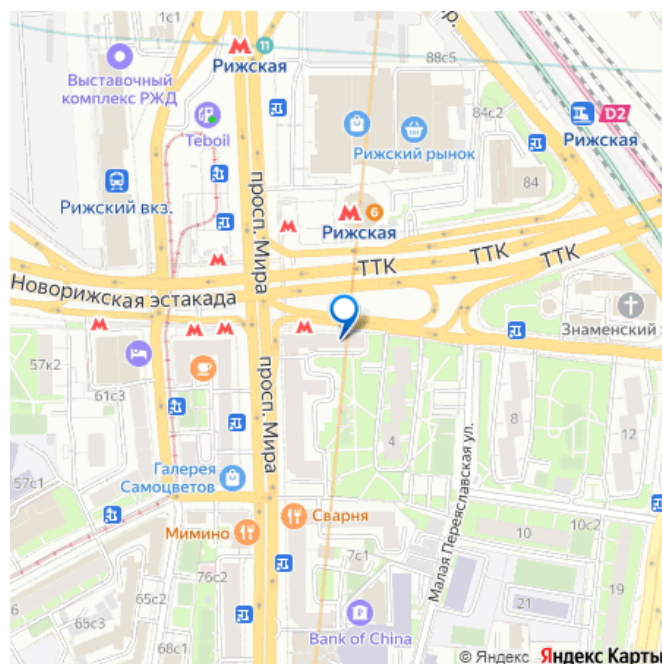 1с1
Рижская
11
88с5
Выставочный
комплекс РЖД
Teboil
84с2
Рижский рынок
D2
Рижская
84
Рижский вкз.
просп. Мира
6
Рижская
ТТК
ТТК
ТТК
Новорижская эстакада
Знаменский х
57к2
61с3
просп. Мира
4
8
12
Малая Переяславская ул.
Галерея
Самоцветов
57с1
Сварня
Мимино
10
10с2
7с1
76с2
6
65с2
65с3
68с1
Bank of China
21
19
© Яндекс Яндекс Карты